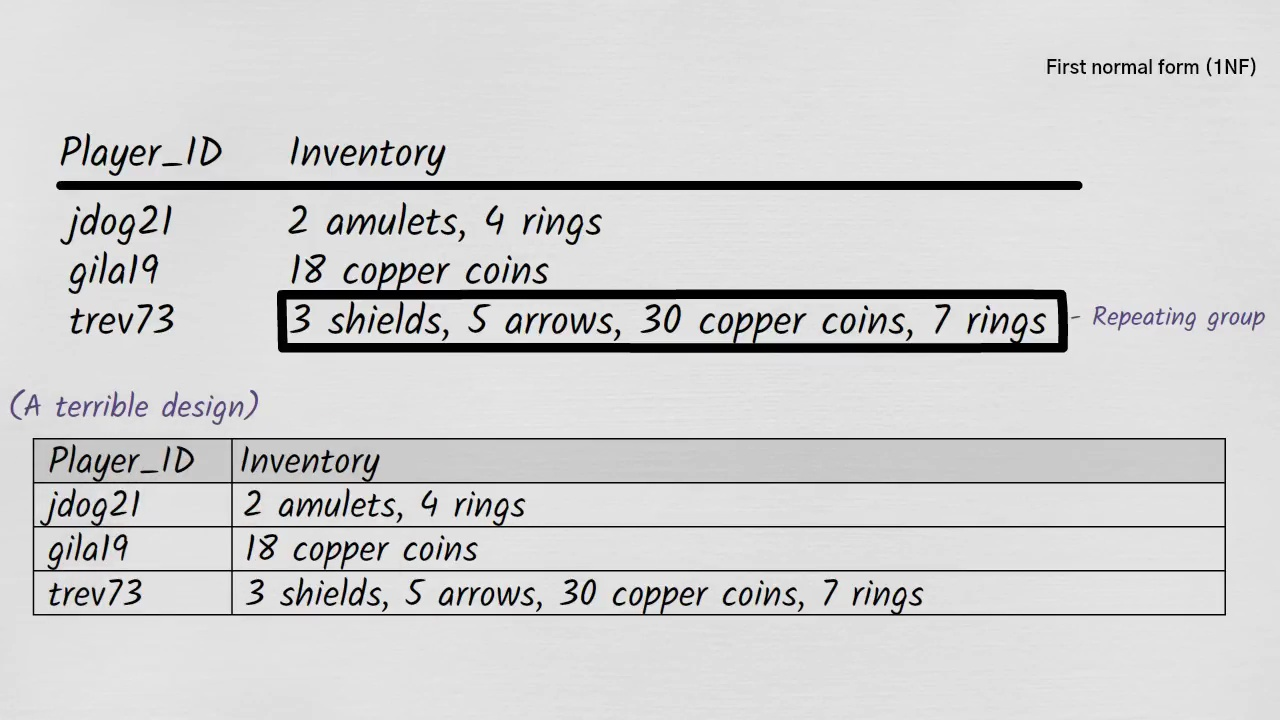 First normal form (1NF)
Player_ID Inventory
jdog21 2 amulets, 4 rings
gila19 18 copper coins
trev73 3 shields, 5 arrows, 30 copper coins, 7 rings - Repeating group
(A terrible design)
Player_ID Inventory
jdog21 2 amulets, 4 rings
gila19 18 copper coins
trev73 3 shields, 5 arrows, 30 copper coins, 7 rings